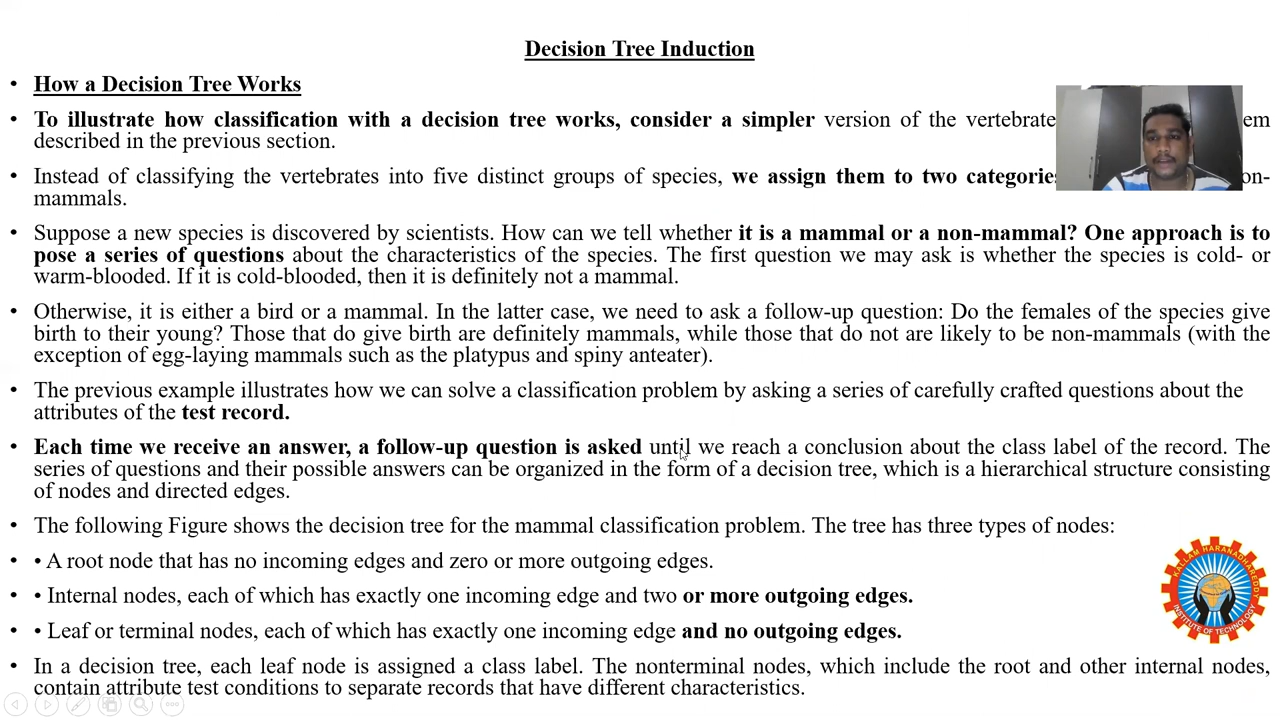 Decision Tree Induction
• How a Decision Tree Works
• To illustrate how classification with a decision tree works, consider a simpler version of the vertebrate em
described in the previous section.
• Instead of classifying the vertebrates into five distinct groups of species, we assign them to two categories on-
mammals.
• Suppose a new species is discovered by scientists. How can we tell whether it is a mammal or a non-mammal? One approach is to
pose a series of questions about the characteristics of the species. The first question we may ask is whether the species is cold- or
warm-blooded. If it is cold-blooded, then it is definitely not a mammal.
• Otherwise, it is either a bird or a mammal. In the latter case, we need to ask a follow-up question: Do the females of the species give
birth to their young? Those that do give birth are definitely mammals, while those that do not are likely to be non-mammals (with the
exception of egg-laying mammals such as the platypus and spiny anteater).
• The previous example illustrates how we can solve a classification problem by asking a series of carefully crafted questions about the
attributes of the test record.
• Each time we receive an answer, a follow-up question is asked until we reach a conclusion about the class label of the record. The
series of questions and their possible answers can be organized in the form of a decision tree, which is a hierarchical structure consisting
of nodes and directed edges.
• The following Figure shows the decision tree for the mammal classification problem. The tree has three types of nodes:
• • A root node that has no incoming edges and zero or more outgoing edges.
• • Internal nodes, each of which has exactly one incoming edge and two or more outgoing edges.
• • Leaf or terminal nodes, each of which has exactly one incoming edge and no outgoing edges.
• In a decision tree, each leaf node is assigned a class label. The nonterminal nodes, which include the root and other internal nodes,
contain attribute test conditions to separate records that have different characteristics.
KALLAM HARANADHAREDDY
INSTITUTE OF TECHNOLOGY